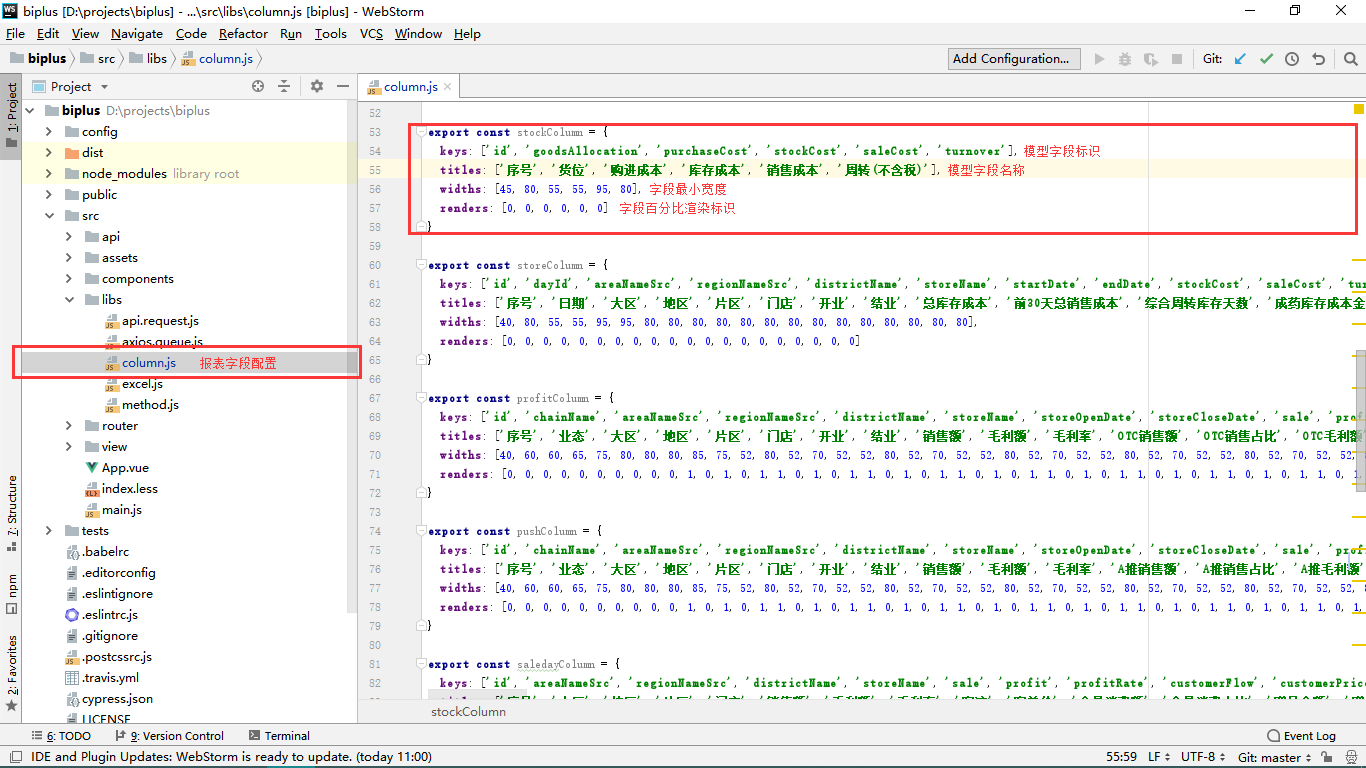 biplus [D:\projects\biplus] - ...\src\libs\column.js [biplus] - WebStorm
File Edit View Navigate Code Refactor Run Tools VCS Window Help
biplus src libs column.js Add Configuration... Git:
1: Project
Project
column.js
biplus D:\projects\biplus
config
dist
node_modules library root
public
src
api
assets
components
libs
api.request.js
axios.queue.js
column.js 报表字段配置
excel.js
method.js
router
view
App.vue
index.less
main.js
tests
.babelrc
.editorconfig
.eslintignore
.eslintrc.js
.gitignore
.postcssrc.js
.travis.yml
cypress.json
LICENSE
7: Structure
npm
2: Favorites
52
53 export const stockColumn = {
54 keys: ['id', 'goodsAllocation', 'purchaseCost', 'stockCost', 'saleCost', 'turnover'], 模型字段标识
55 titles: ['序号', '货位', '购进成本', '库存成本', '销售成本', '周转(不含税)'], 模型字段名称
56 widths: [45, 80, 55, 55, 95, 80], 字段最小宽度
57 renders: [0, 0, 0, 0, 0, 0] 字段百分比渲染标识
58 }
59
60 export const storeColumn = {
61 keys: ['id', 'dayId', 'areaNameSrc', 'regionNameSrc', 'districtName', 'storeName', 'startDate', 'endDate', 'stockCost', 'saleCost', 'tur
62 titles: ['序号', '日期', '大区', '地区', '片区', '门店', '开业', '结业', '总库存成本', '前30天总销售成本', '综合周转库存天数', '成药库存成本金
63 widths: [40, 80, 55, 55, 95, 95, 80, 80, 80, 80, 80, 80, 80, 80, 80, 80, 80, 80, 80, 80],
64 renders: [0, 0, 0, 0, 0, 0, 0, 0, 0, 0, 0, 0, 0, 0, 0, 0, 0, 0, 0, 0]
65 }
66
67 export const profitColumn = {
68 keys: ['id', 'chainName', 'areaNameSrc', 'regionNameSrc', 'districtName', 'storeName', 'storeOpenDate', 'storeCloseDate', 'sale', 'prof
69 titles: ['序号', '业态', '大区', '地区', '片区', '门店', '开业', '结业', '销售额', '毛利额', '毛利率', 'OTC销售额', 'OTC销售占比', 'OTC毛利额
70 widths: [40, 60, 60, 65, 75, 80, 80, 80, 85, 75, 52, 80, 52, 70, 52, 52, 80, 52, 70, 52, 52, 80, 52, 70, 52, 52, 80, 52, 70, 52, 52,
71 renders: [0, 0, 0, 0, 0, 0, 0, 0, 0, 0, 1, 0, 1, 0, 1, 1, 0, 1, 0, 1, 1, 0, 1, 0, 1, 1, 0, 1, 0, 1, 1, 0, 1, 0, 1, 1, 0, 1, 0, 1, 1, 0, 1, 0, 1,
72 }
73
74 export const pushColumn = {
75 keys: ['id', 'chainName', 'areaNameSrc', 'regionNameSrc', 'districtName', 'storeName', 'storeOpenDate', 'storeCloseDate', 'sale', 'prof
76 titles: ['序号', '业态', '大区', '地区', '片区', '门店', '开业', '结业', '销售额', '毛利额', '毛利率', 'A推销售额', 'A推销售占比', 'A推毛利额
77 widths: [40, 60, 60, 65, 75, 80, 80, 80, 85, 75, 52, 80, 52, 70, 52, 52, 80, 52, 70, 52, 52, 80, 52, 70, 52, 52, 80, 52, 70, 52, 52,
78 renders: [0, 0, 0, 0, 0, 0, 0, 0, 0, 0, 1, 0, 1, 0, 1, 1, 0, 1, 0, 1, 1, 0, 1, 0, 1, 1, 0, 1, 0, 1, 1, 0, 1, 0, 1, 1, 0, 1, 0, 1, 1, 0, 1, 0, 1,
79 }
80
81 export const saledayColumn = {
82 keys: ['id', 'areaNameSrc', 'regionNameSrc', 'districtName', 'storeName', 'sale', 'profit', 'profitRate', 'customerFlow', 'customerPric
stockColumn
6: TODO 9: Version Control Terminal Event Log
IDE and Plugin Updates: WebStorm is ready to update. (today 11:00) 55:59 LF UTF-8 Git: master